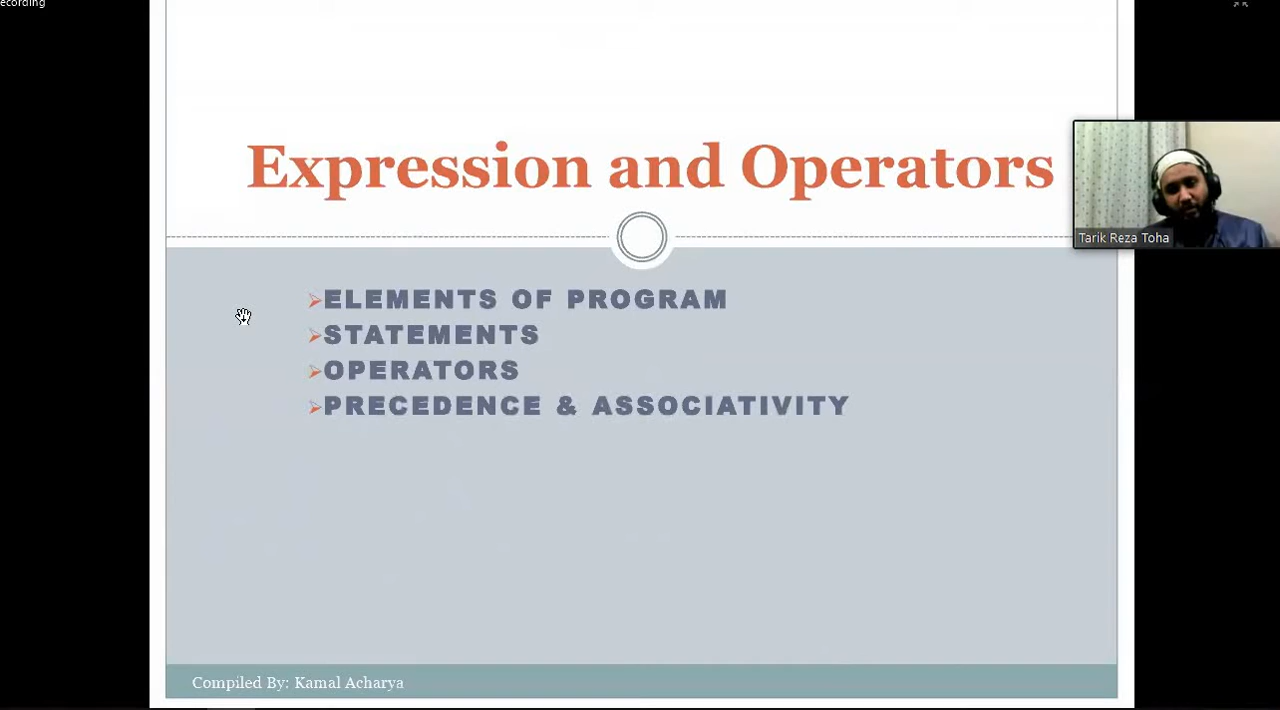 ecording
Expression and Operators
Tarik Reza Toha
ELEMENTS OF PROGRAM
STATEMENTS
OPERATORS
PRECEDENCE & ASSOCIATIVITY
Compiled By: Kamal Acharya